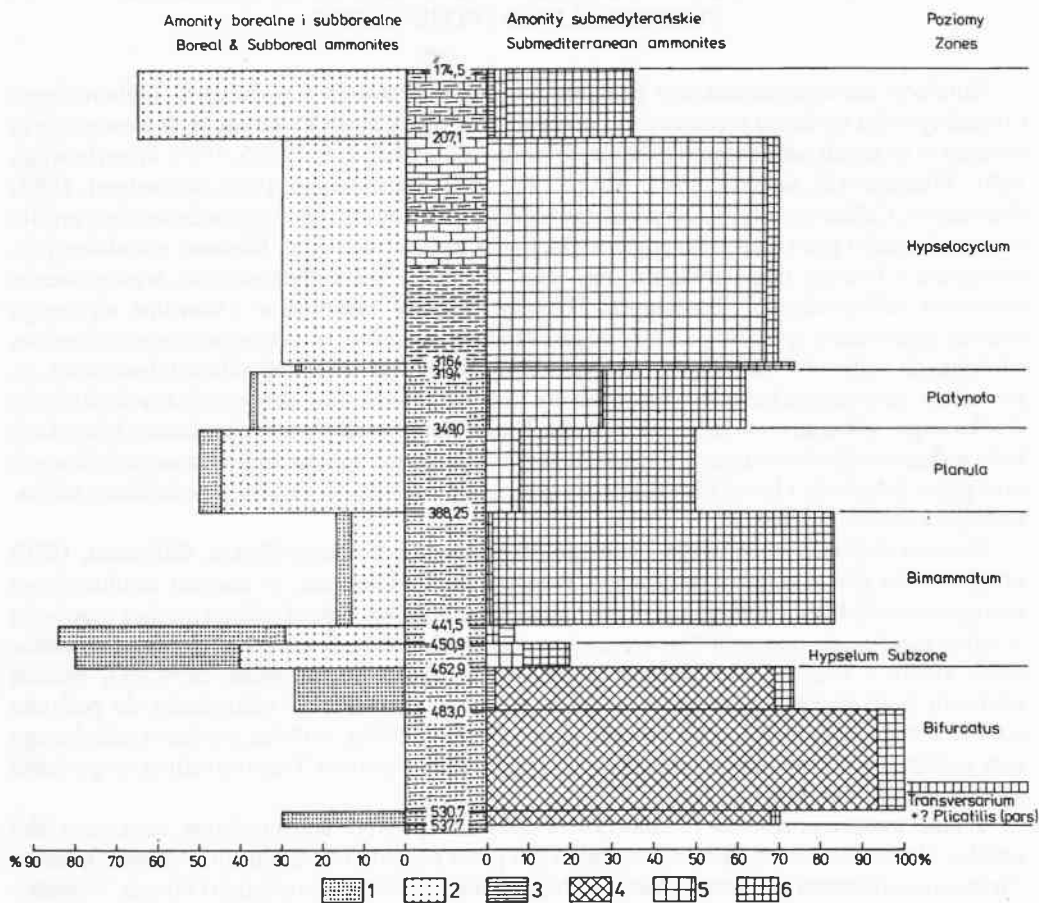 Amonity borealne i subborealne
Boreal & Subboreal ammonites
Amonity submedyterańskie
Submediterranean ammonites
Poziomy
Zones
174,5
207,1
Hypselocyclum
316,4
319,4
Platynota
349,0
Planula
388,25
Bimammatum
441,5
450,9
Hypselum Subzone
462,9
483,0
Bifurcatus
530,7
Transversarium
+? Plicatilis (pars)
537,7
% 90 80 70 60 50 40 30 20 10 0 10 20 30 40 50 60 70 80 90 100 %
1 2 3 4 5 6